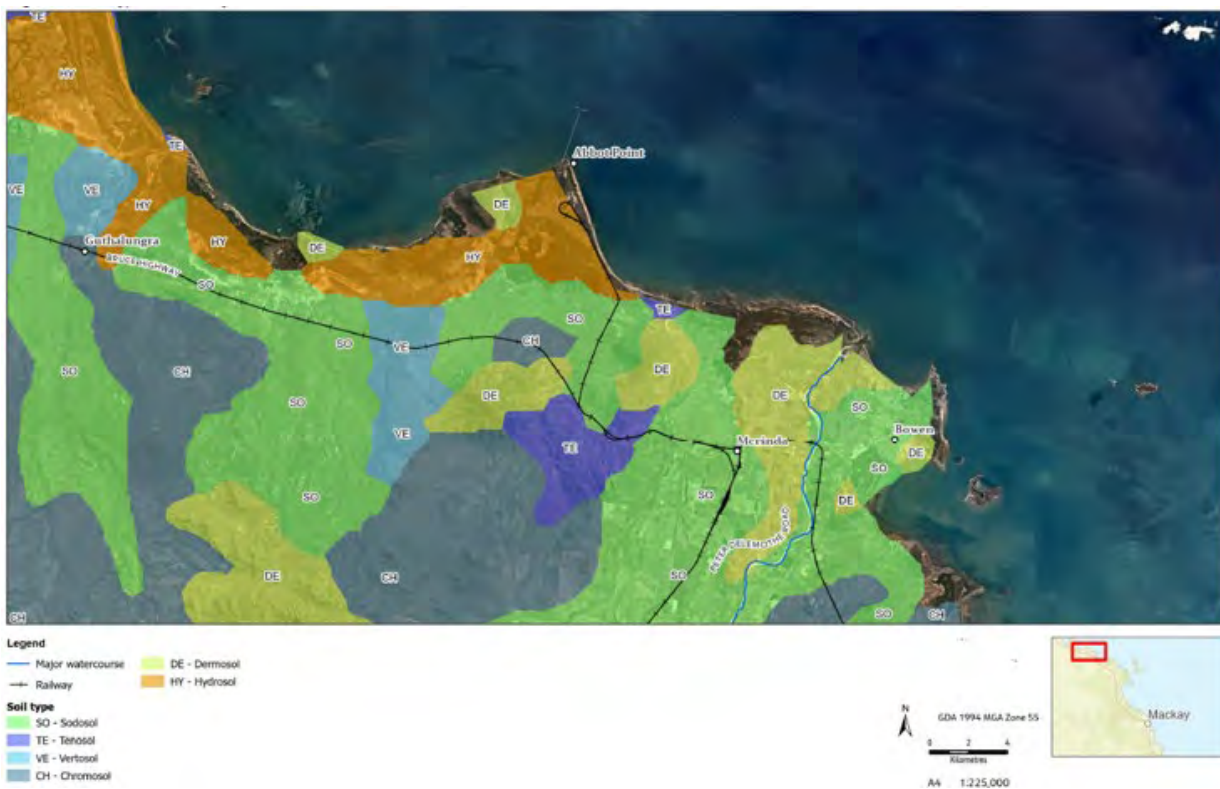 TE
HY
TE
Abbot Point
VE
VE
DE
HY
Guthalungra
HY
DE
HY
BRUCE HIGHWAY
SO
SO
TE
SO
VE
CH
SO
CH
DE
DE
DE
SO
SO
VE
TE
Merinda
Bowen
DE
SO
SO
SO
DE
PETER DELEMOTHE ROAD
DE
CH
SO
SO
CH
CH
Legend
Major watercourse
Railway
Soil type
SO - Sodosol
TE - Tenosol
VE - Vertosol
CH - Chromosol
DE - Dermosol
HY - Hydrosol
N
GDA 1994 MGA Zone 55
0 2 4
Kilometres
A4 1:225,000
Mackay